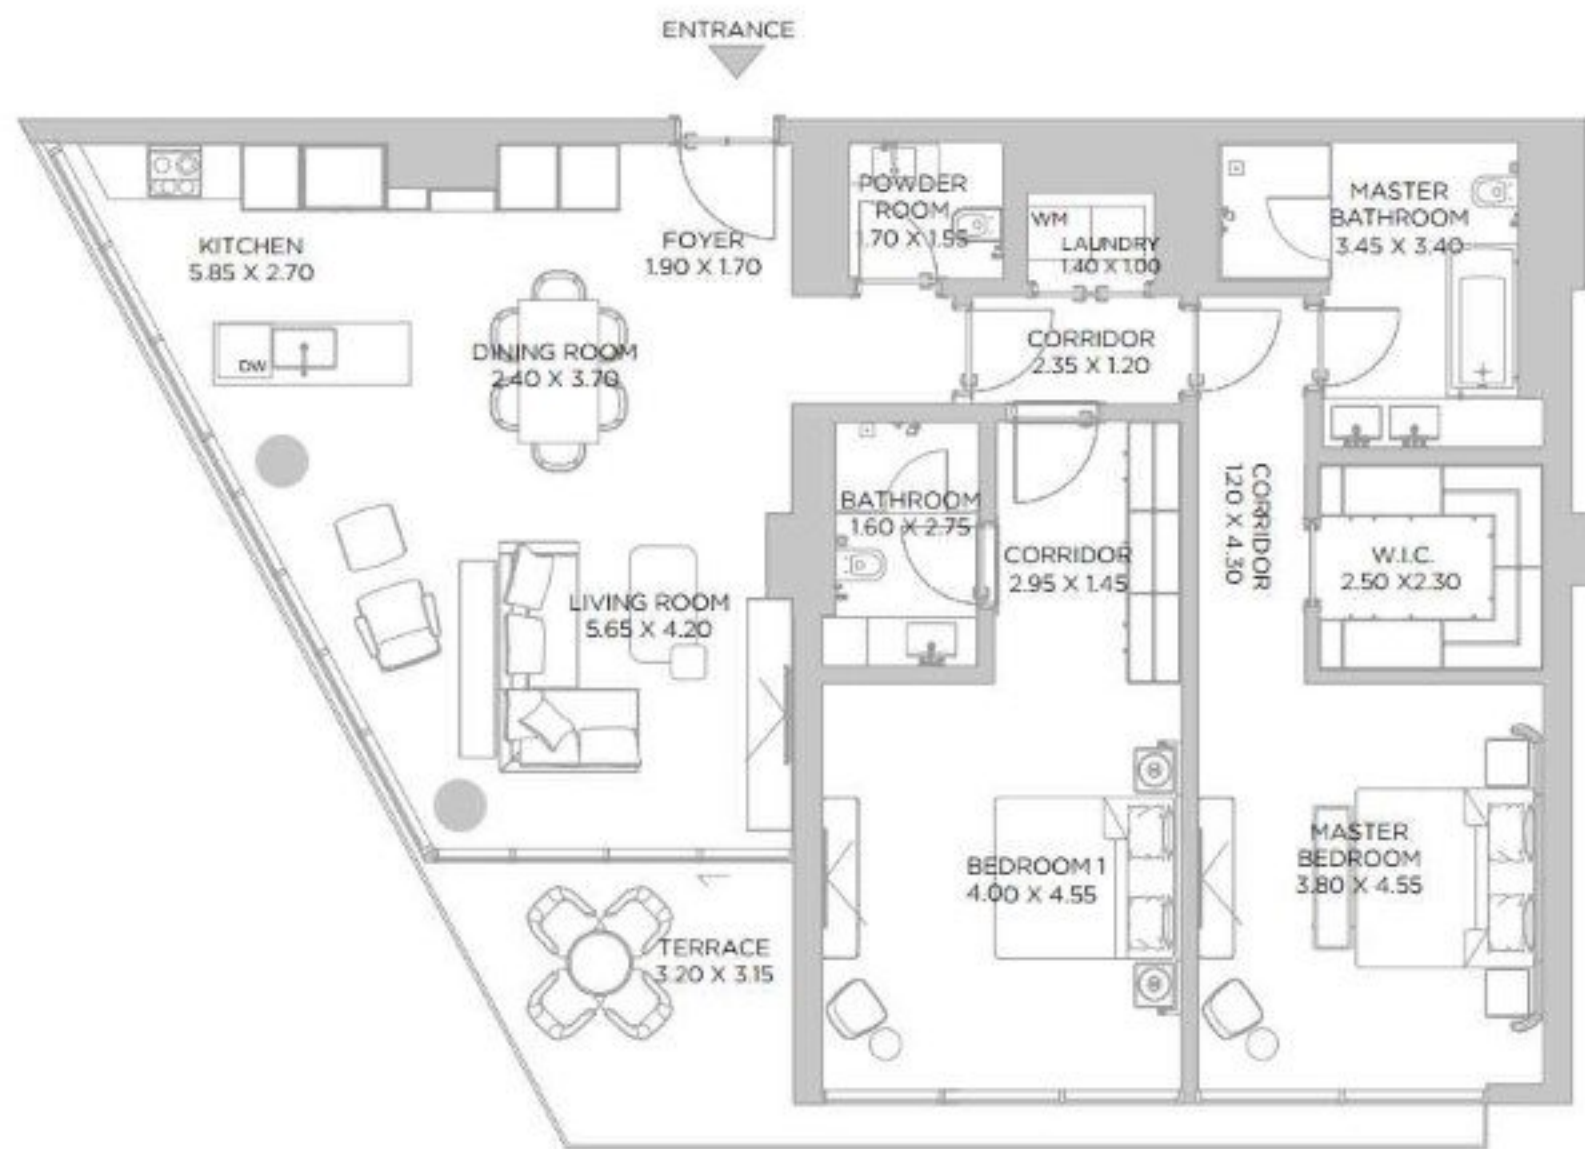 ENTRANCE
KITCHEN
5.85 X 2.70
FOYER
1.90 X 1.70
POWDER
ROOM
1.70 X 1.55
WM
LAUNDRY
1.40 X 1.00
MASTER
BATHROOM
3.45 X 3.40
DW
DINING ROOM
2.40 X 3.70
CORRIDOR
2.35 X 1.20
BATHROOM
1.60 X 2.75
CORRIDOR
2.95 X 1.45
CORRIDOR
1.20 X 4.30
W.I.C.
2.50 X2.30
LIVING ROOM
5.65 X 4.20
BEDROOM 1
4.00 X 4.55
MASTER
BEDROOM
3.80 X 4.55
TERRACE
3.20 X 3.15